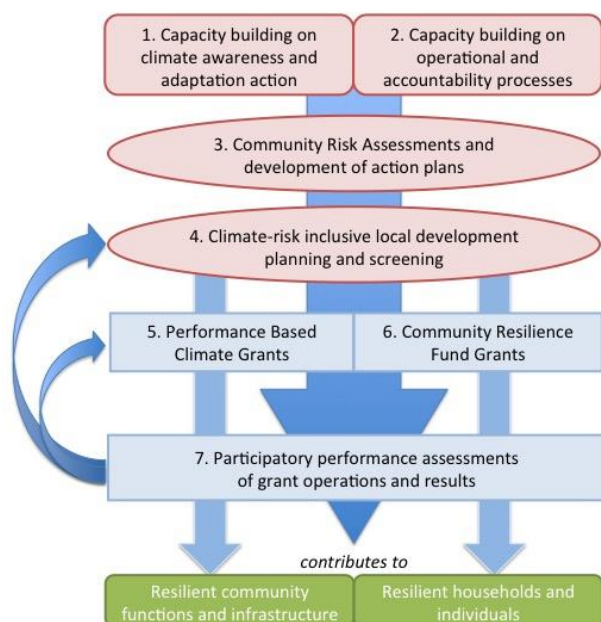 1. Capacity building on
climate awareness and
adaptation action
2. Capacity building on
operational and
accountability processes
3. Community Risk Assessments and
development of action plans
4. Climate-risk inclusive local development
planning and screening
5. Performance Based
Climate Grants
6. Community Resilience
Fund Grants
7. Participatory performance assessments
of grant operations and results
contributes to
Resilient community
functions and infrastructure
Resilient households and
individuals